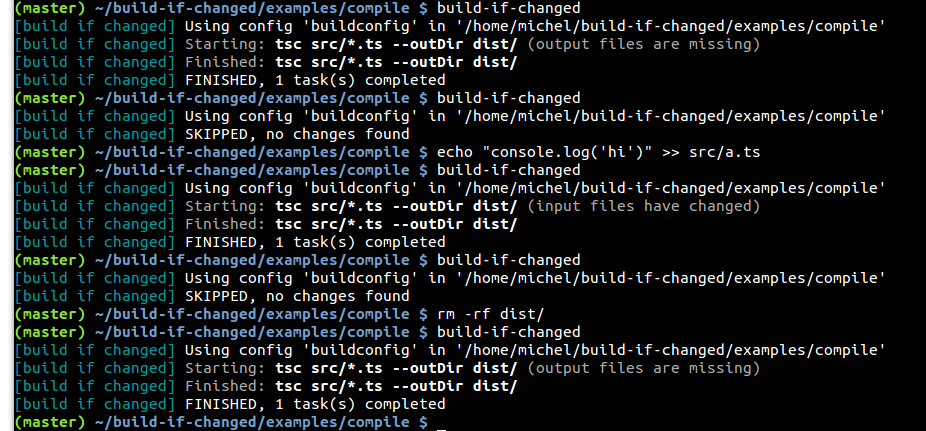 (master) ~/build-if-changed/examples/compile $ build-if-changed
[build if changed] Using config 'buildconfig' in '/home/michel/build-if-changed/examples/compile'
[build if changed] Starting: tsc src/*.ts --outDir dist/ (output files are missing)
[build if changed] Finished: tsc src/*.ts --outDir dist/
[build if changed] FINISHED, 1 task(s) completed
(master) ~/build-if-changed/examples/compile $ build-if-changed
[build if changed] Using config 'buildconfig' in '/home/michel/build-if-changed/examples/compile'
[build if changed] SKIPPED, no changes found
(master) ~/build-if-changed/examples/compile $ echo "console.log('hi')" >> src/a.ts
(master) ~/build-if-changed/examples/compile $ build-if-changed
[build if changed] Using config 'buildconfig' in '/home/michel/build-if-changed/examples/compile'
[build if changed] Starting: tsc src/*.ts --outDir dist/ (input files have changed)
[build if changed] Finished: tsc src/*.ts --outDir dist/
[build if changed] FINISHED, 1 task(s) completed
(master) ~/build-if-changed/examples/compile $ build-if-changed
[build if changed] Using config 'buildconfig' in '/home/michel/build-if-changed/examples/compile'
[build if changed] SKIPPED, no changes found
(master) ~/build-if-changed/examples/compile $ rm -rf dist/
(master) ~/build-if-changed/examples/compile $ build-if-changed
[build if changed] Using config 'buildconfig' in '/home/michel/build-if-changed/examples/compile'
[build if changed] Starting: tsc src/*.ts --outDir dist/ (output files are missing)
[build if changed] Finished: tsc src/*.ts --outDir dist/
[build if changed] FINISHED, 1 task(s) completed
(master) ~/build-if-changed/examples/compile $